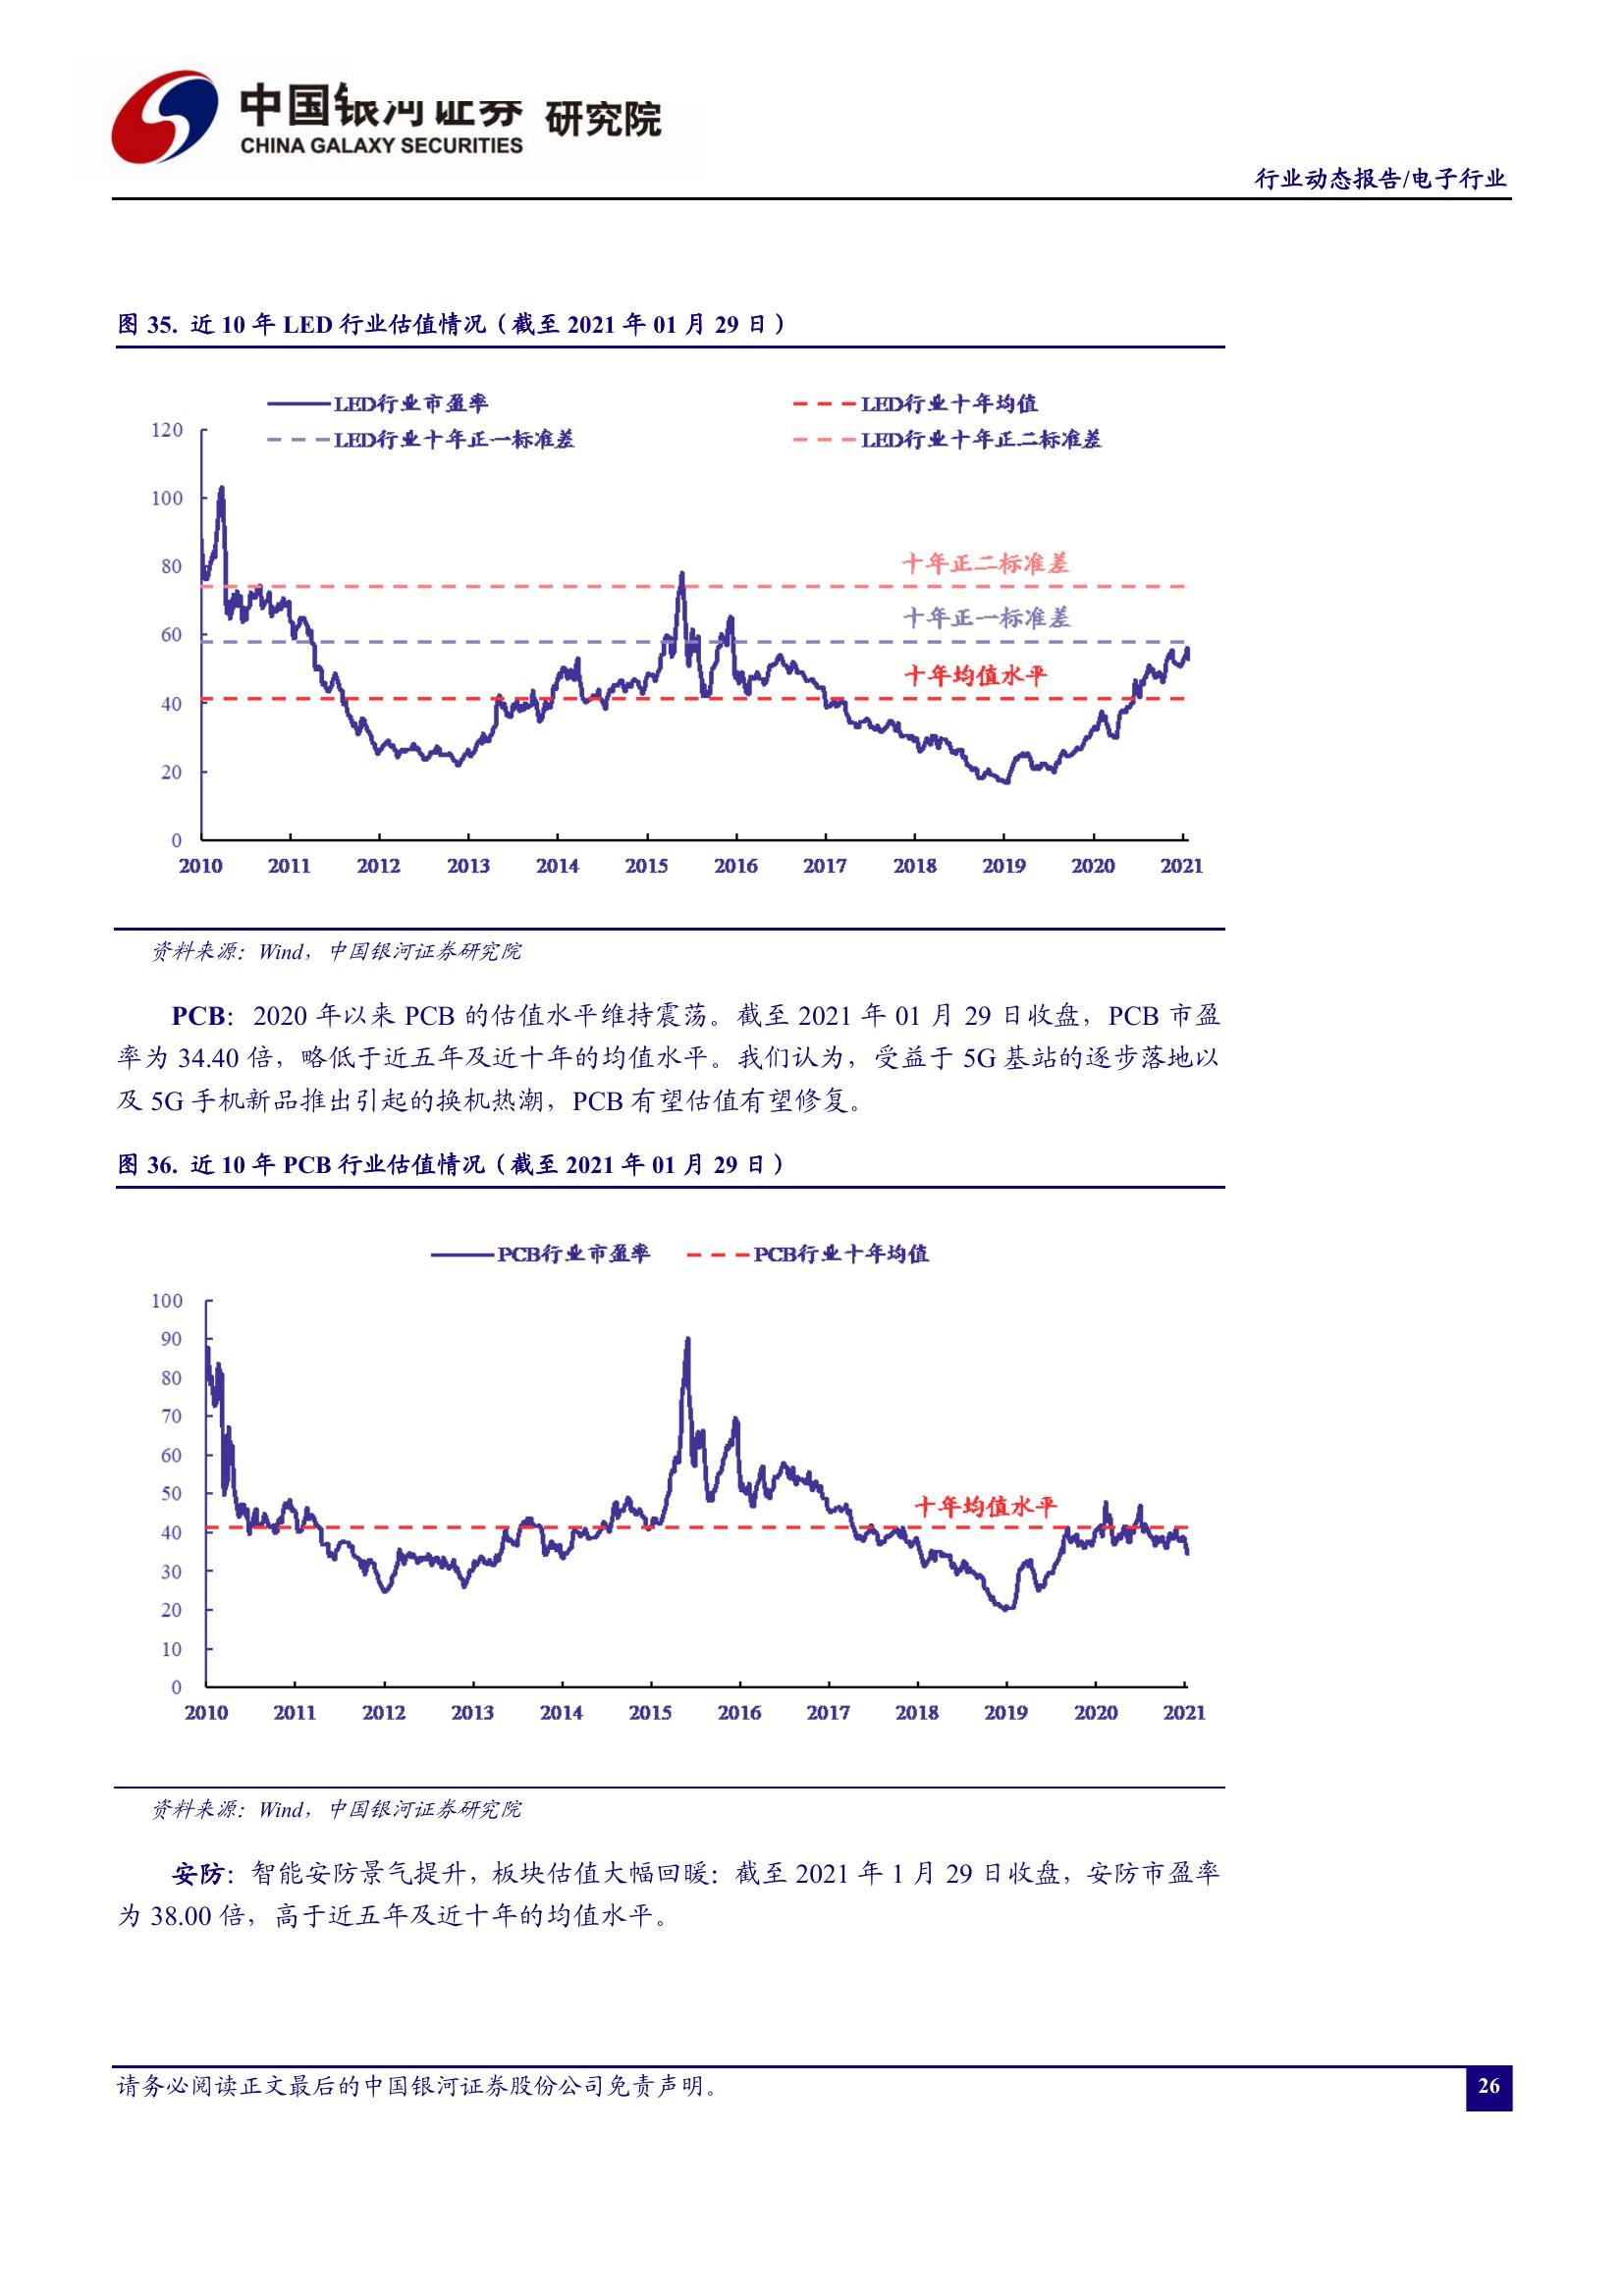 中国银河证券 研究院
CHINA GALAXY SECURITIES
行业动态报告/电子行业
图 35. 近 10 年 LED 行业估值情况（截至 2021 年 01 月 29 日）
LED行业市盈率 LED行业十年均值
LED行业十年正一标准差 LED行业十年正二标准差
120
100
80
60
40
20
0
十年正二标准差
十年正一标准差
十年均值水平
2010 2011 2012 2013 2014 2015 2016 2017 2018 2019 2020 2021
资料来源：Wind，中国银河证券研究院
PCB：2020 年以来 PCB 的估值水平维持震荡。截至 2021 年 01 月 29 日收盘，PCB 市盈
率为 34.40 倍，略低于近五年及近十年的均值水平。我们认为，受益于 5G 基站的逐步落地以
及 5G 手机新品推出引起的换机热潮，PCB 有望估值有望修复。
图 36. 近 10 年 PCB 行业估值情况（截至 2021 年 01 月 29 日）
PCB行业市盈率 PCB行业十年均值
100
90
80
70
60
50
40
30
20
10
0
十年均值水平
2010 2011 2012 2013 2014 2015 2016 2017 2018 2019 2020 2021
资料来源：Wind，中国银河证券研究院
安防：智能安防景气提升，板块估值大幅回暖：截至 2021 年 1 月 29 日收盘，安防市盈率
为 38.00 倍，高于近五年及近十年的均值水平。
请务必阅读正文最后的中国银河证券股份公司免责声明。
26